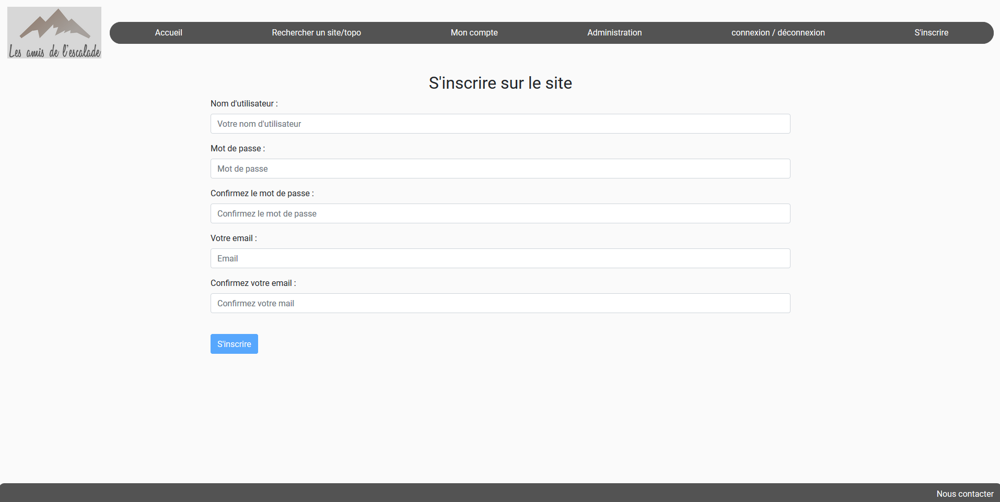 Les amis de l'escalade
Accueil
Rechercher un site/topo
Mon compte
Administration
connexion / déconnexion
S'inscrire
S'inscrire sur le site
Nom d'utilisateur :
Votre nom d'utilisateur
Mot de passe :
Mot de passe
Confirmez le mot de passe :
Confirmez le mot de passe
Votre email :
Email
Confirmez votre email :
Confirmez votre mail
S'inscrire
Nous contacter